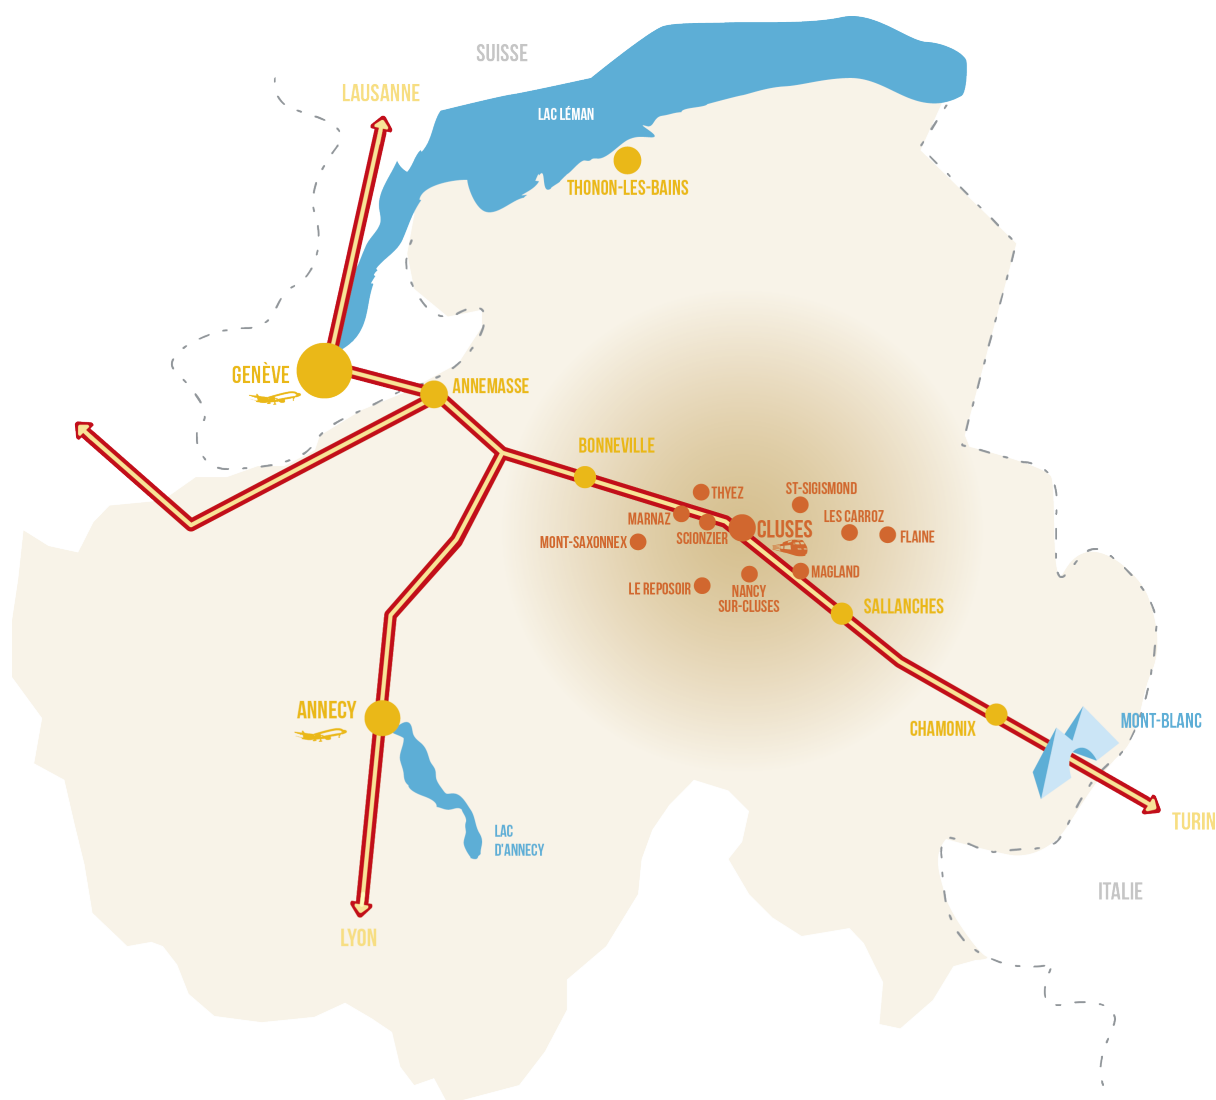 SUISSE
LAUSANNE
LAC LÉMAN
THONON-LES-BAINS
GENÈVE
ANNEMASSE
BONNEVILLE
THYEZ
ST-SIGISMOND
MARNAZ
LES CARROZ
SCIONZIER
CLUSES
FLAINE
MONT-SAXONNEX
MAGLAND
LE REPOSOIR
NANCY
SUR-CLUSES
SALLANCHES
ANNECY
CHAMONIX
MONT-BLANC
LAC
D'ANNECY
TURIN
ITALIE
LYON